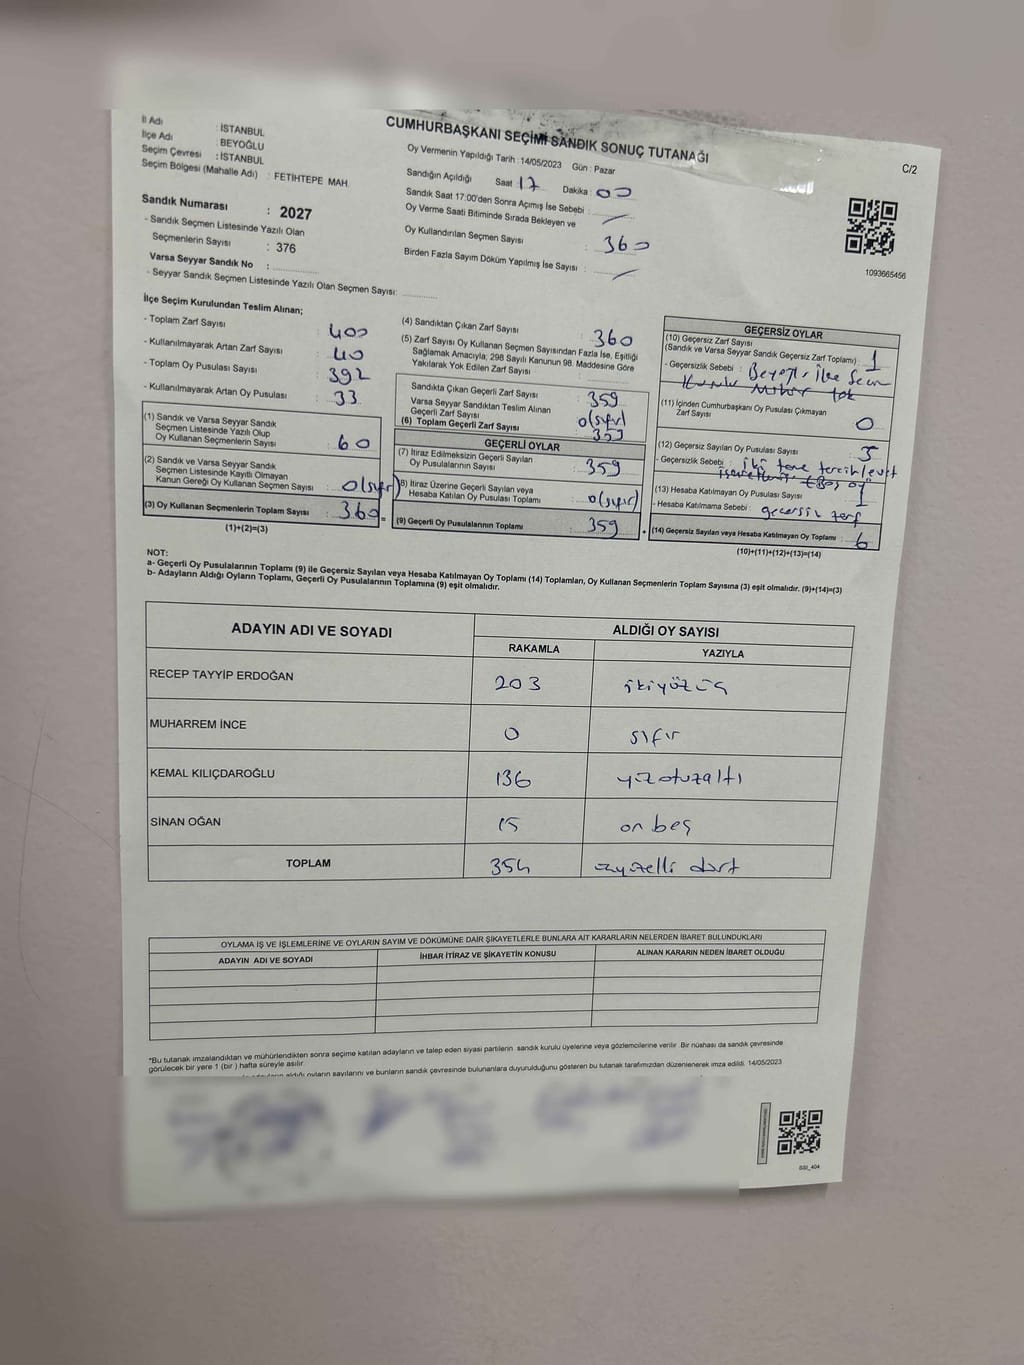 İl Adı : İSTANBUL
İlçe Adı : BEYOĞLU
Seçim Çevresi : İSTANBUL
Seçim Bölgesi (Mahalle Adı) : FETİHTEPE MAH.
CUMHURBAŞKANI SEÇİMİ SANDIK SONUÇ TUTANAĞI
C/2
Oy Vermenin Yapıldığı Tarih : 14/05/2023 Gün : Pazar
Sandığın Açıldığı Saat 17 Dakika : 00
Sandık Saat 17:00'den Sonra Açımış İse Sebebi :
Oy Verme Saati Bitiminde Sırada Bekleyen ve
Oy Kullandırılan Seçmen Sayısı : 360
Birden Fazla Sayım Döküm Yapılmış İse Sayısı :
1093665456
Sandık Numarası : 2027
- Sandık Seçmen Listesinde Yazılı Olan
Seçmenlerin Sayısı : 376
Varsa Seyyar Sandık No :
- Seyyar Sandık Seçmen Listesinde Yazılı Olan Seçmen Sayısı:
İlçe Seçim Kurulundan Teslim Alınan;
- Toplam Zarf Sayısı : 400
- Kullanılmayarak Artan Zarf Sayısı : 40
- Toplam Oy Pusulası Sayısı : 392
- Kullanılmayarak Artan Oy Pusulası : 33
(1) Sandık ve Varsa Seyyar Sandık
Seçmen Listesinde Yazılı Olup
Oy Kullanan Seçmenlerin Sayısı : 60
(2) Sandık ve Varsa Seyyar Sandık
Seçmen Listesinde Kayıtlı Olmayan
Kanun Gereği Oy Kullanan Seçmen Sayısı : 0(sıfır)
(3) Oy Kullanan Seçmenlerin Toplam Sayısı : 360
(1)+(2)=(3)
(4) Sandıktan Çıkan Zarf Sayısı : 360
(5) Zarf Sayısı Oy Kullanan Seçmen Sayısından Fazla İse, Eşitliği
Sağlamak Amacıyla; 298 Sayılı Kanunun 98. Maddesine Göre
Yakılarak Yok Edilen Zarf Sayısı :
Sandıkta Çıkan Geçerli Zarf Sayısı : 359
Varsa Seyyar Sandıktan Teslim Alınan
Geçerli Zarf Sayısı : 0(sıfır)
(6) Toplam Geçerli Zarf Sayısı : 359
GEÇERLİ OYLAR
(7) İtiraz Edilmeksizin Geçerli Sayılan
Oy Pusulalarının Sayısı : 359
(8) İtiraz Üzerine Geçerli Sayılan veya
Hesaba Katılan Oy Pusulası Toplamı : 0(sıfır)
= (9) Geçerli Oy Pusulalarının Toplamı : 359
GEÇERSİZ OYLAR
(10) Geçersiz Zarf Sayısı
(Sandık ve Varsa Seyyar Sandık Geçersiz Zarf Toplamı) : 1
- Geçersizlik Sebebi : Beyoğlu İlçe Seçim
Kurulu Mühür Yok
(11) İçinden Cumhurbaşkanı Oy Pusulası Çıkmayan
Zarf Sayısı : 0
(12) Geçersiz Sayılan Oy Pusulası Sayısı : 5
- Geçersizlik Sebebi : iki tane tercih/evet
(13) Hesaba Katılmayan Oy Pusulası Sayısı : 1
- Hesaba Katılmama Sebebi : geçersiz zarf
+ (14) Geçersiz Sayılan veya Hesaba Katılmayan Oy Toplamı : 6
(10)+(11)+(12)+(13)=(14)
NOT:
a- Geçerli Oy Pusulalarının Toplamı (9) ile Geçersiz Sayılan veya Hesaba Katılmayan Oy Toplamı (14) Toplamları, Oy Kullanan Seçmenlerin Toplam Sayısına (3) eşit olmalıdır. (9)+(14)=(3)
b- Adayların Aldığı Oyların Toplamı, Geçerli Oy Pusulalarının Toplamına (9) eşit olmalıdır.
ADAYIN ADI VE SOYADI ALDIĞI OY SAYISI
RAKAMLA YAZIYLA
RECEP TAYYİP ERDOĞAN 203 ikiyüzüç
MUHARREM İNCE 0 sıfır
KEMAL KILIÇDAROĞLU 136 yüzotuzaltı
SİNAN OĞAN 15 on beş
TOPLAM 354 üçyüzelli dört
OYLAMA İŞ VE İŞLEMLERİNE VE OYLARIN SAYIM VE DÖKÜMÜNE DAİR ŞİKAYETLERLE BUNLARA AİT KARARLARIN NELERDEN İBARET BULUNDUKLARI
ADAYIN ADI VE SOYADI İHBAR İTİRAZ VE ŞİKAYETİN KONUSU ALINAN KARARIN NEDEN İBARET OLDUĞU
*Bu tutanak imzalandıktan ve mühürlendikten sonra seçime katılan adayların ve talep eden siyasi partilerin sandık kurulu üyelerine veya gözlemcilerine verilir. Bir nüshası da sandık çevresinde
görülecek bir yere 1 (bir) hafta süreyle asılır.
aldığı oyların sayılarını ve bunların sandık çevresinde bulunanlara duyurulduğunu gösteren bu tutanak tarafımızdan düzenlenerek imza edildi. 14/05/2023
SSI_404